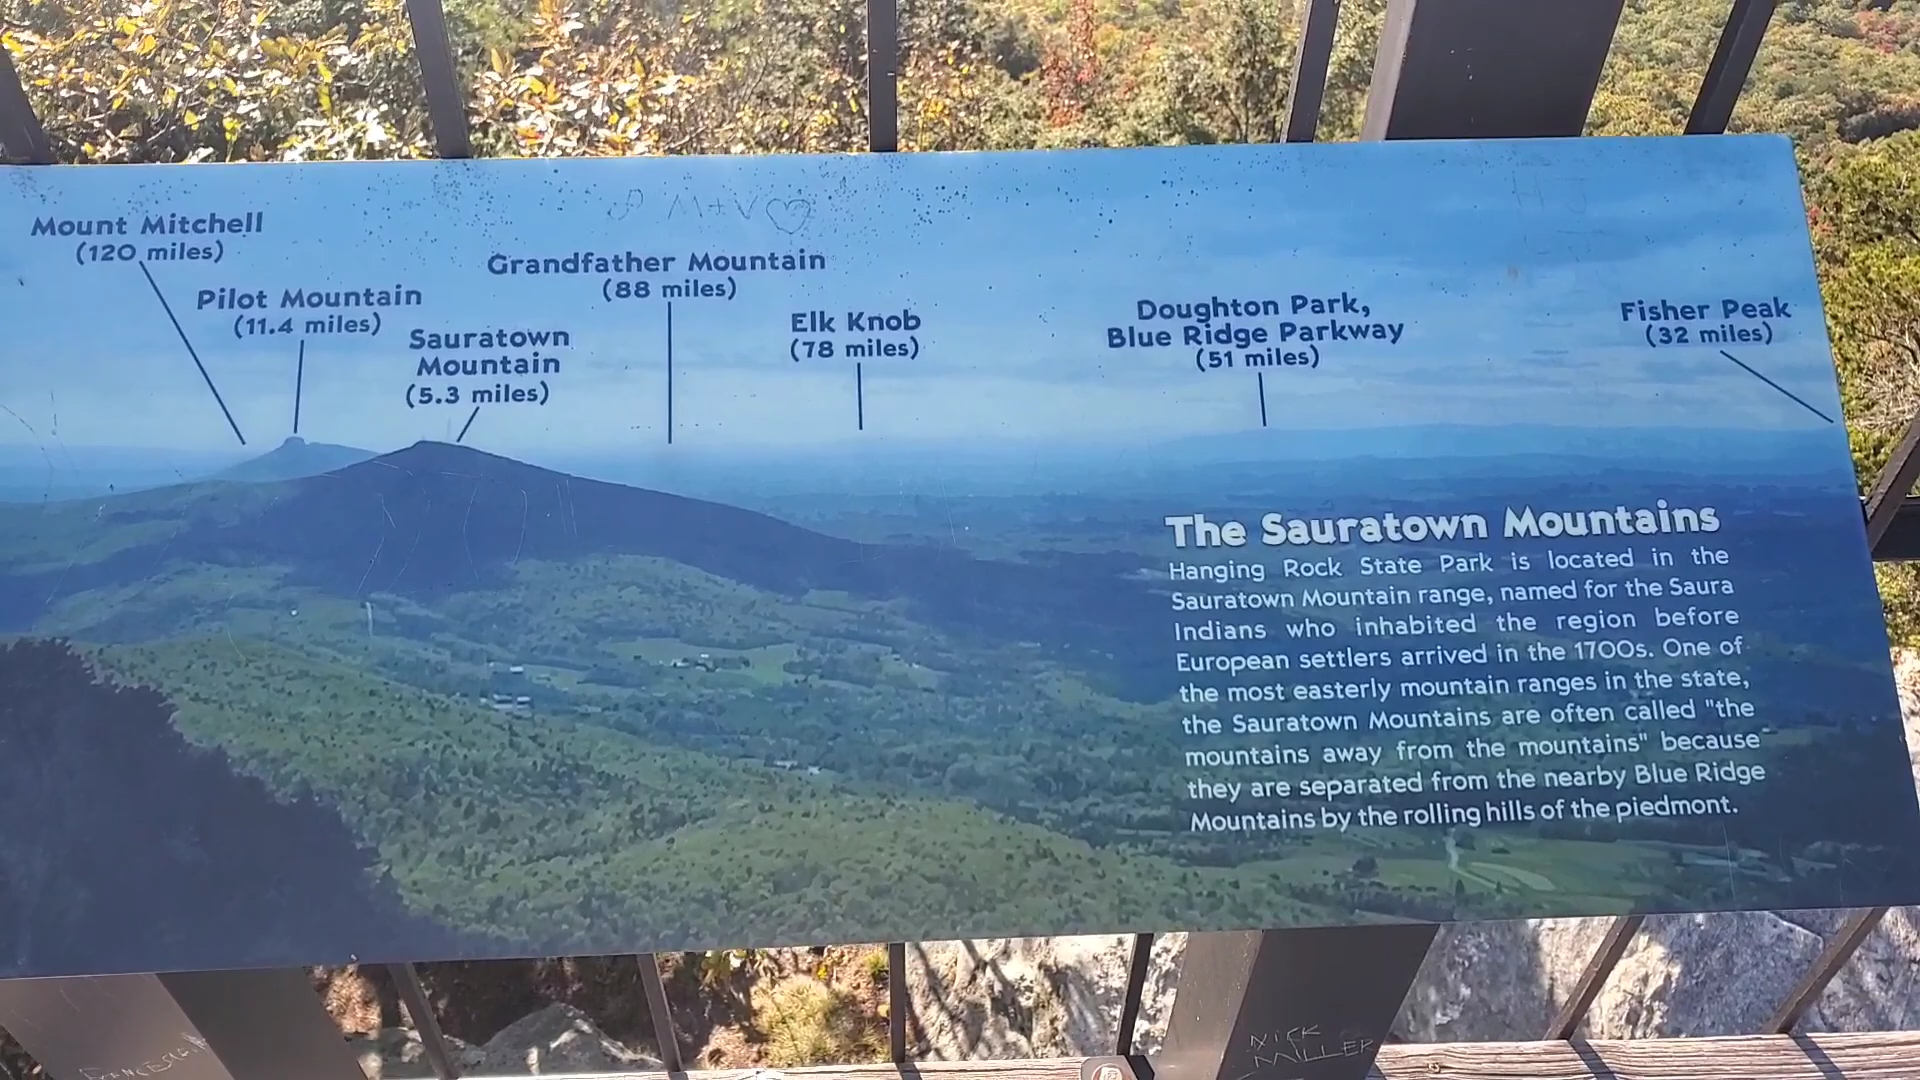 Mount Mitchell
(120 miles)
Pilot Mountain
(11.4 miles)
Sauratown
Mountain
(5.3 miles)
Grandfather Mountain
(88 miles)
Elk Knob
(78 miles)
Doughton Park,
Blue Ridge Parkway
(51 miles)
Fisher Peak
(32 miles)
M+V♡
The Sauratown Mountains
Hanging Rock State Park is located in the
Sauratown Mountain range, named for the Saura
Indians who inhabited the region before
European settlers arrived in the 1700s. One of
the most easterly mountain ranges in the state,
the Sauratown Mountains are often called "the
mountains away from the mountains" because
they are separated from the nearby Blue Ridge
Mountains by the rolling hills of the piedmont.
NICK
MILLER